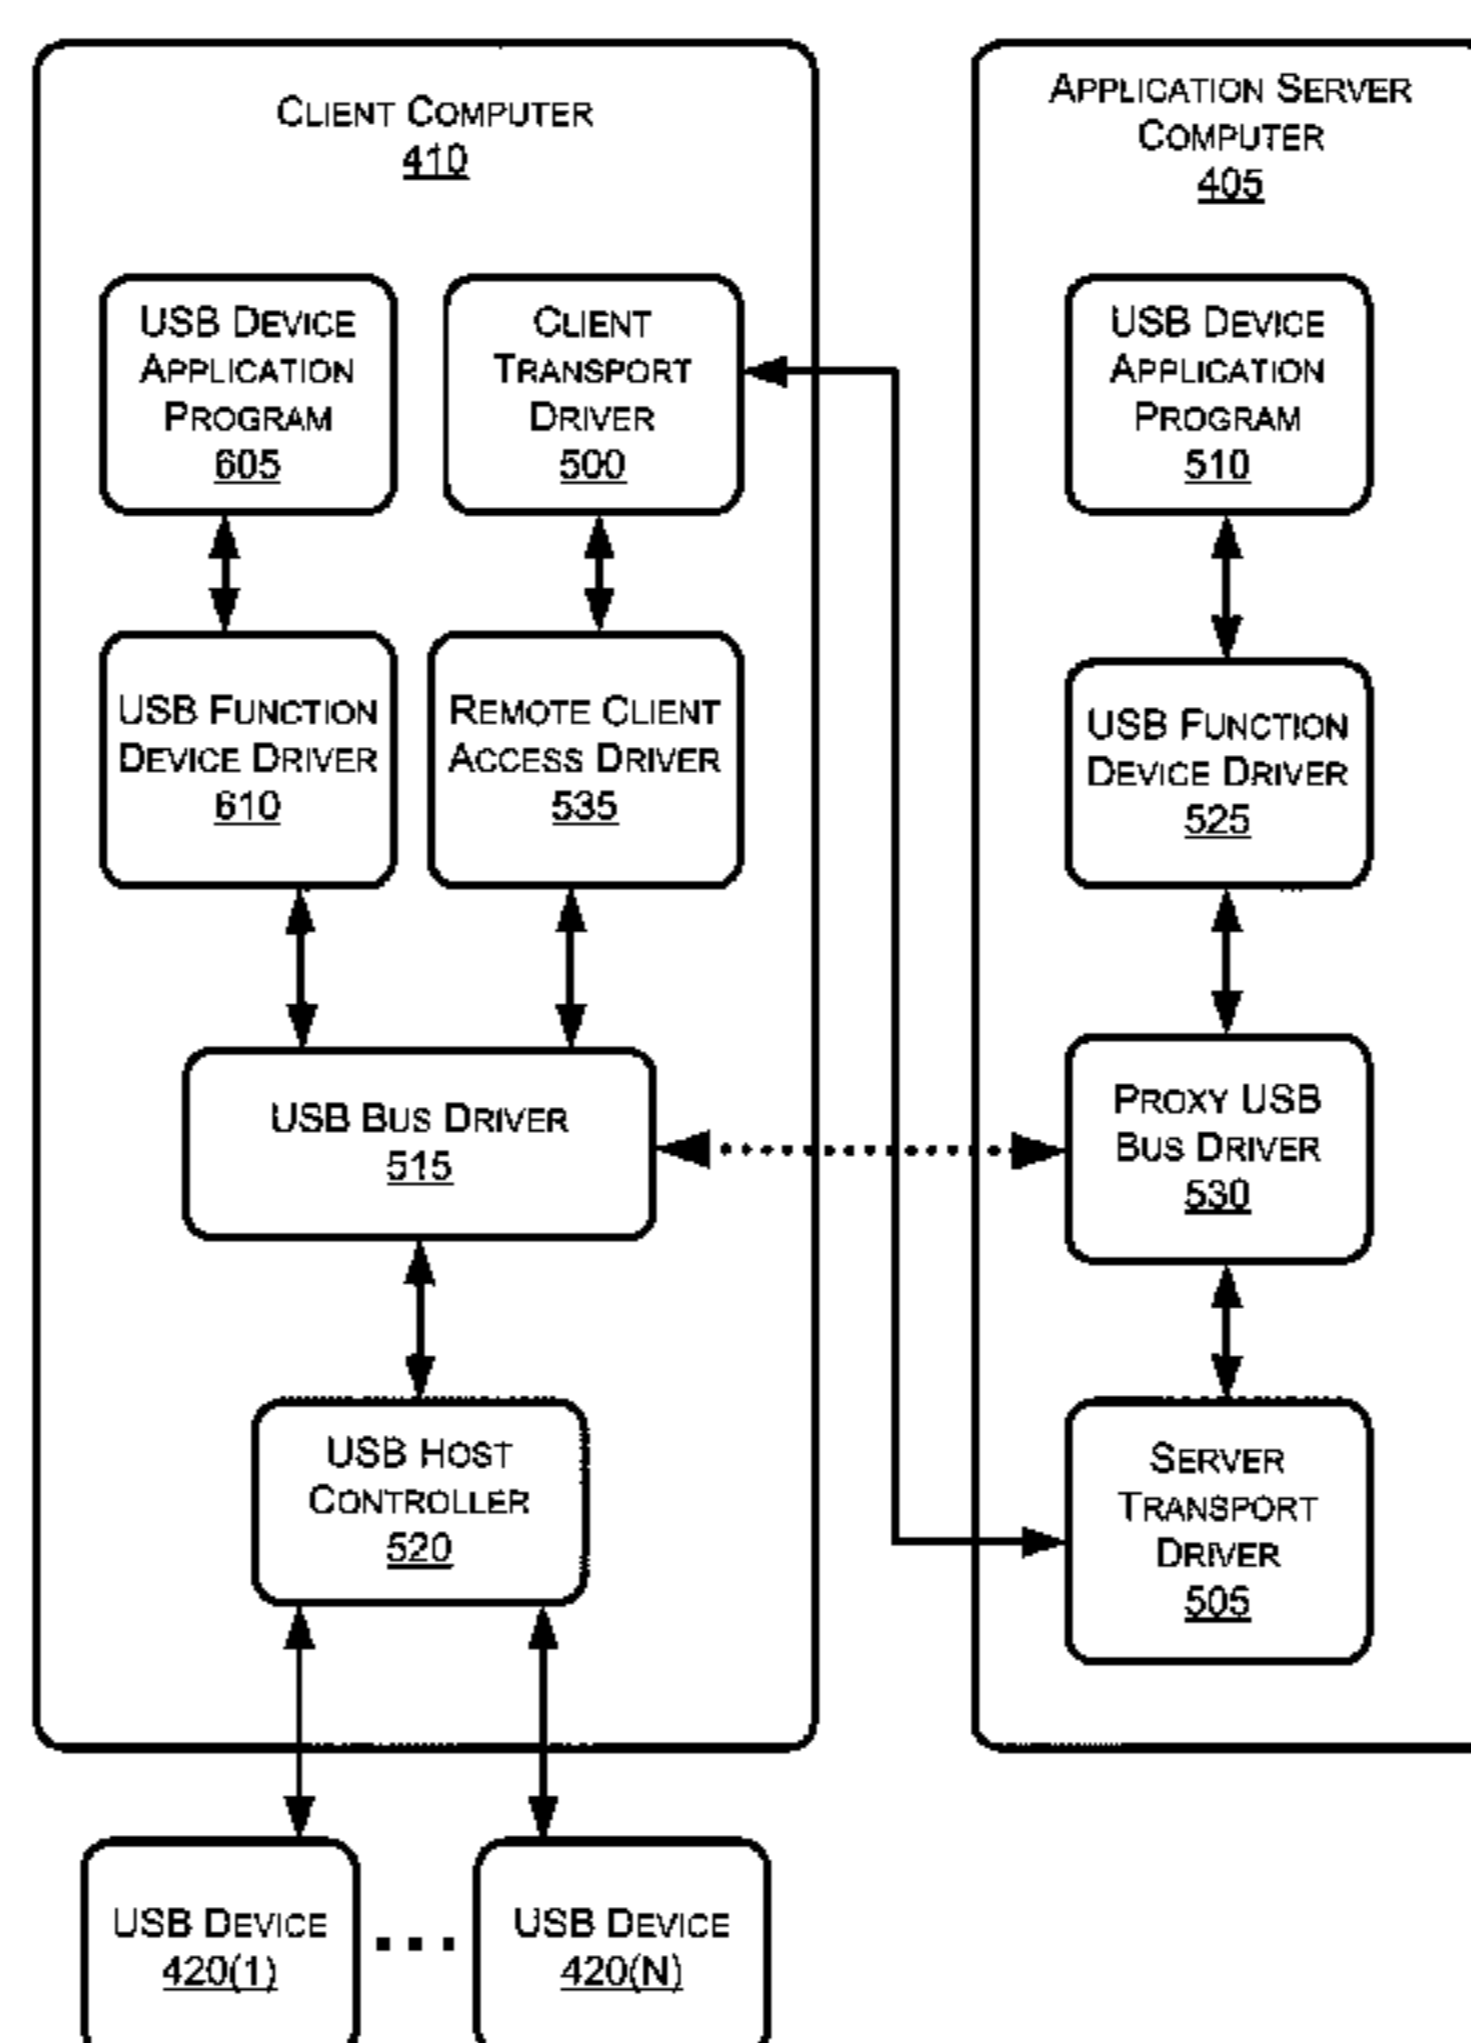 CLIENT COMPUTER
410
APPLICATION SERVER
COMPUTER
405
USB DEVICE
APPLICATION
PROGRAM
605
CLIENT
TRANSPORT
DRIVER
500
USB DEVICE
APPLICATION
PROGRAM
510
USB FUNCTION
DEVICE DRIVER
610
REMOTE CLIENT
ACCESS DRIVER
535
USB FUNCTION
DEVICE DRIVER
525
USB BUS DRIVER
515
PROXY USB
BUS DRIVER
530
USB HOST
CONTROLLER
520
SERVER
TRANSPORT
DRIVER
505
USB DEVICE
420(1)
...
USB DEVICE
420(N)